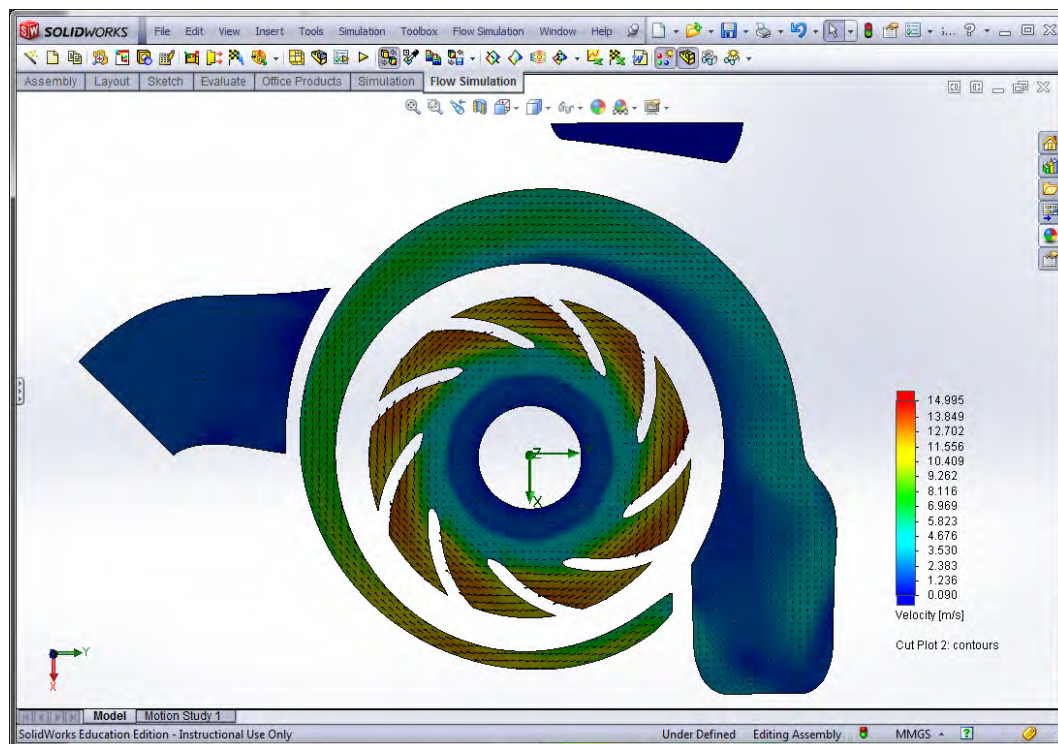 SW SOLIDWORKS File Edit View Insert Tools Simulation Toolbox Flow Simulation Window Help
Assembly Layout Sketch Evaluate Office Products Simulation Flow Simulation
14.995
13.849
12.702
11.556
10.409
9.262
8.116
6.969
5.823
4.676
3.530
2.383
1.236
0.090
Velocity [m/s]
Cut Plot 2: contours
Z
X
Y
X
Model Motion Study 1
SolidWorks Education Edition - Instructional Use Only Under Defined Editing Assembly MMGS